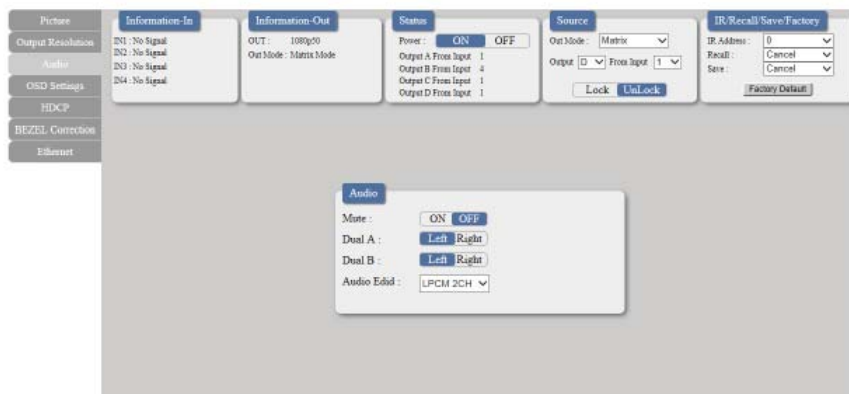 Picture
Output Resolution
Audio
OSD Settings
HDCP
BEZEL Correction
Ethernet
Information-In
IN1 : No Signal
IN2 : No Signal
IN3 : No Signal
IN4 : No Signal
Information-Out
OUT : 1080p50
Out Mode : Matrix Mode
Status
Power : ON OFF
Output A From Input 1
Output B From Input 4
Output C From Input 1
Output D From Input 1
Source
Out Mode : Matrix
Output D From Input 1
Lock UnLock
IR/Recall/Save/Factory
IR Address : 0
Recall : Cancel
Save : Cancel
Factory Default
Audio
Mute : ON OFF
Dual A : Left Right
Dual B : Left Right
Audio Edid : LPCM 2CH